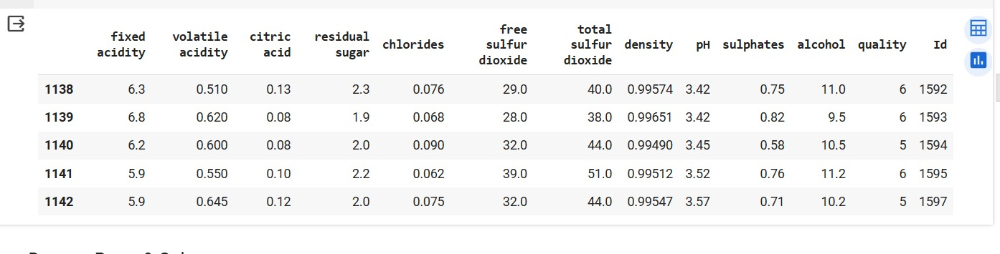 fixed acidity volatile acidity citric acid residual sugar chlorides free sulfur dioxide total sulfur dioxide density pH sulphates alcohol quality Id
1138 6.3 0.510 0.13 2.3 0.076 29.0 40.0 0.99574 3.42 0.75 11.0 6 1592
1139 6.8 0.620 0.08 1.9 0.068 28.0 38.0 0.99651 3.42 0.82 9.5 6 1593
1140 6.2 0.600 0.08 2.0 0.090 32.0 44.0 0.99490 3.45 0.58 10.5 5 1594
1141 5.9 0.550 0.10 2.2 0.062 39.0 51.0 0.99512 3.52 0.76 11.2 6 1595
1142 5.9 0.645 0.12 2.0 0.075 32.0 44.0 0.99547 3.57 0.71 10.2 5 1597